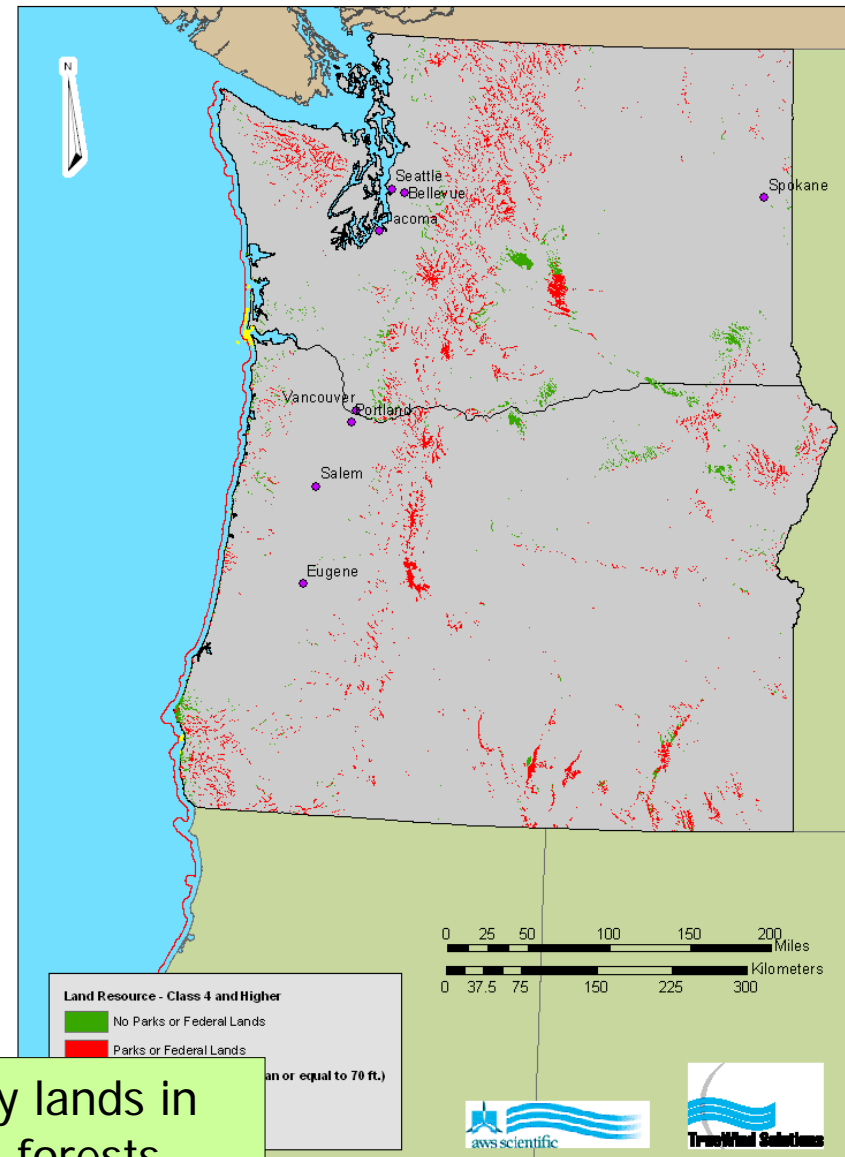 N
Seattle
Bellevue
Tacoma
Spokane
Vancouver
Portland
Salem
Eugene
0 25 50 100 150 200
Miles
Kilometers
0 37.5 75 150 225 300
Land Resource - Class 4 and Higher
No Parks or Federal Lands
Parks or Federal Lands
an or equal to 70 ft.)
y lands in
forests
aws scientific
TrueWind Solutions